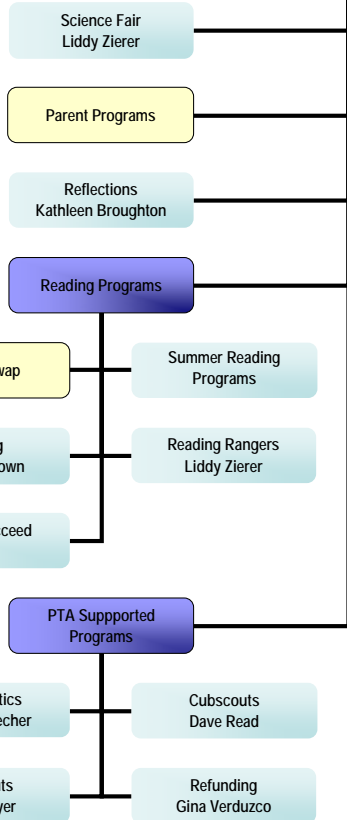 Science Fair
Liddy Zierer
Parent Programs
Reflections
Kathleen Broughton
Reading Programs
Summer Reading
Programs
Reading Rangers
Liddy Zierer
PTA Suppported
Programs
Cubscouts
Dave Read
Refunding
Gina Verduzco